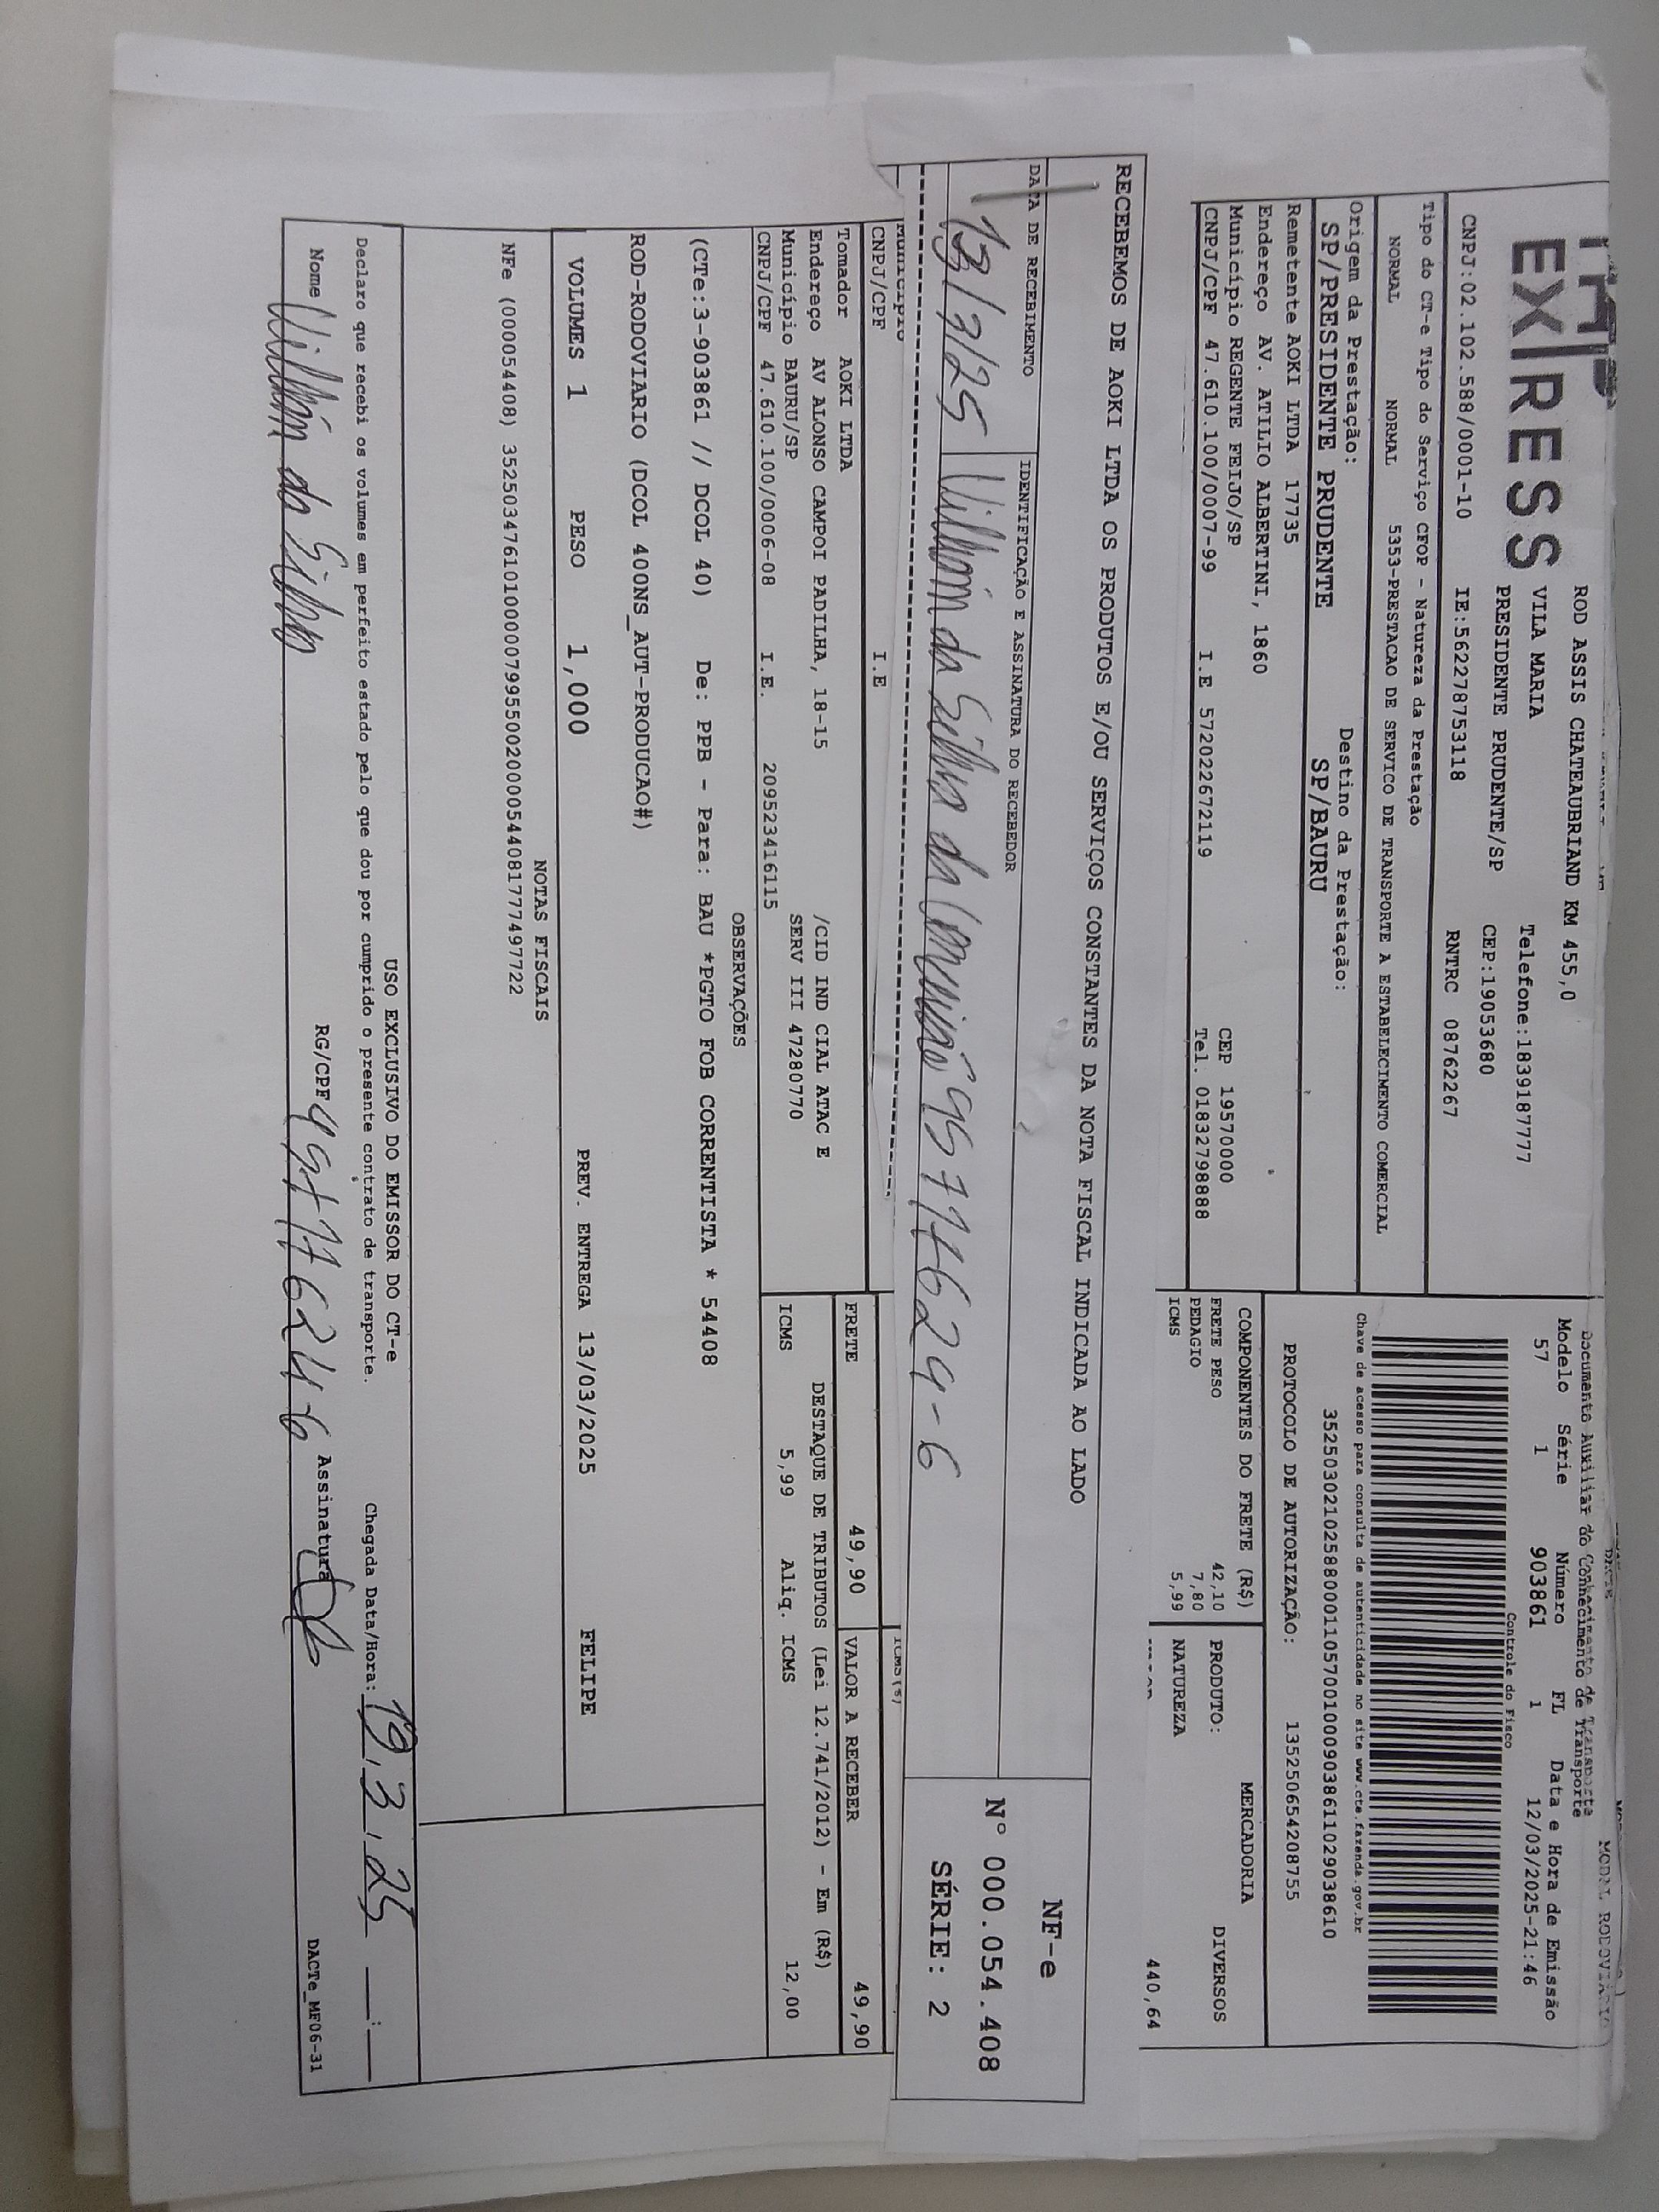 EXPRESS
ROD ASSIS CHATEAUBRIAND KM 455,0
VILA MARIA Telefone:1839187777
PRESIDENTE PRUDENTE/SP CEP:19053680
CNPJ:02.102.588/0001-10 IE:562278753118 RNTRC 08762267
Documento Auxiliar do Conhecimento de Transporte
Modelo Série Número FL Data e Hora de Emissão
57 1 903861 1 12/03/2025-21:46
Controle do Fisco
Tipo do CT-e Tipo do Serviço CFOP - Natureza da Prestação
NORMAL NORMAL 5353-PRESTACAO DE SERVICO DE TRANSPORTE A ESTABELECIMENTO COMERCIAL
Chave de acesso para consulta de autenticidade no site www.cte.fazenda.gov.br
35250302102588000110570010009038611029038610
Origem da Prestação: Destino da Prestação:
SP/PRESIDENTE PRUDENTE SP/BAURU
PROTOCOLO DE AUTORIZAÇÃO: 135250654208755
Remetente AOKI LTDA 17735
Endereço AV. ATILIO ALBERTINI, 1860
Município REGENTE FEIJO/SP CEP 19570000
CNPJ/CPF 47.610.100/0007-99 I.E 572022672119 Tel. 01832798888
COMPONENTES DO FRETE (R$)
FRETE PESO 42,10
PEDAGIO 7,80
ICMS 5,99
MERCADORIA
PRODUTO: DIVERSOS
NATUREZA
440,64
RECEBEMOS DE AOKI LTDA OS PRODUTOS E/OU SERVIÇOS CONSTANTES DA NOTA FISCAL INDICADA AO LADO
DATA DE RECEBIMENTO IDENTIFICAÇÃO E ASSINATURA DO RECEBEDOR
NF-e
Nº 000.054.408
SÉRIE: 2
Município
CNPJ/CPF I.E
Tomador AOKI LTDA
Endereço AV ALONSO CAMPOI PADILHA, 18-15 /CID IND CIAL ATAC E
Município BAURU/SP SERV III 47280770
CNPJ/CPF 47.610.100/0006-08 I.E. 209523416115
FRETE 49,90 VALOR A RECEBER 49,90
DESTAQUE DE TRIBUTOS (Lei 12.741/2012) - Em (R$)
ICMS 5,99 Aliq. ICMS 12,00
OBSERVAÇÕES
(CTe:3-903861 // DCOL 40) De: PPB - Para: BAU *PGTO FOB CORRENTISTA * 54408
ROD-RODOVIARIO (DCOL 400NS_AUT-PRODUCAO#)
VOLUMES 1 PESO 1,000 PREV. ENTREGA 13/03/2025 FELIPE
NOTAS FISCAIS
NFe (000054408) 35250347610100000799550020000544081777497722
USO EXCLUSIVO DO EMISSOR DO CT-e
Declaro que recebi os volumes em perfeito estado pelo que dou por cumprido o presente contrato de transporte. Chegada Data/Hora:
Nome RG/CPF Assinatura
DACTe_MF06-31